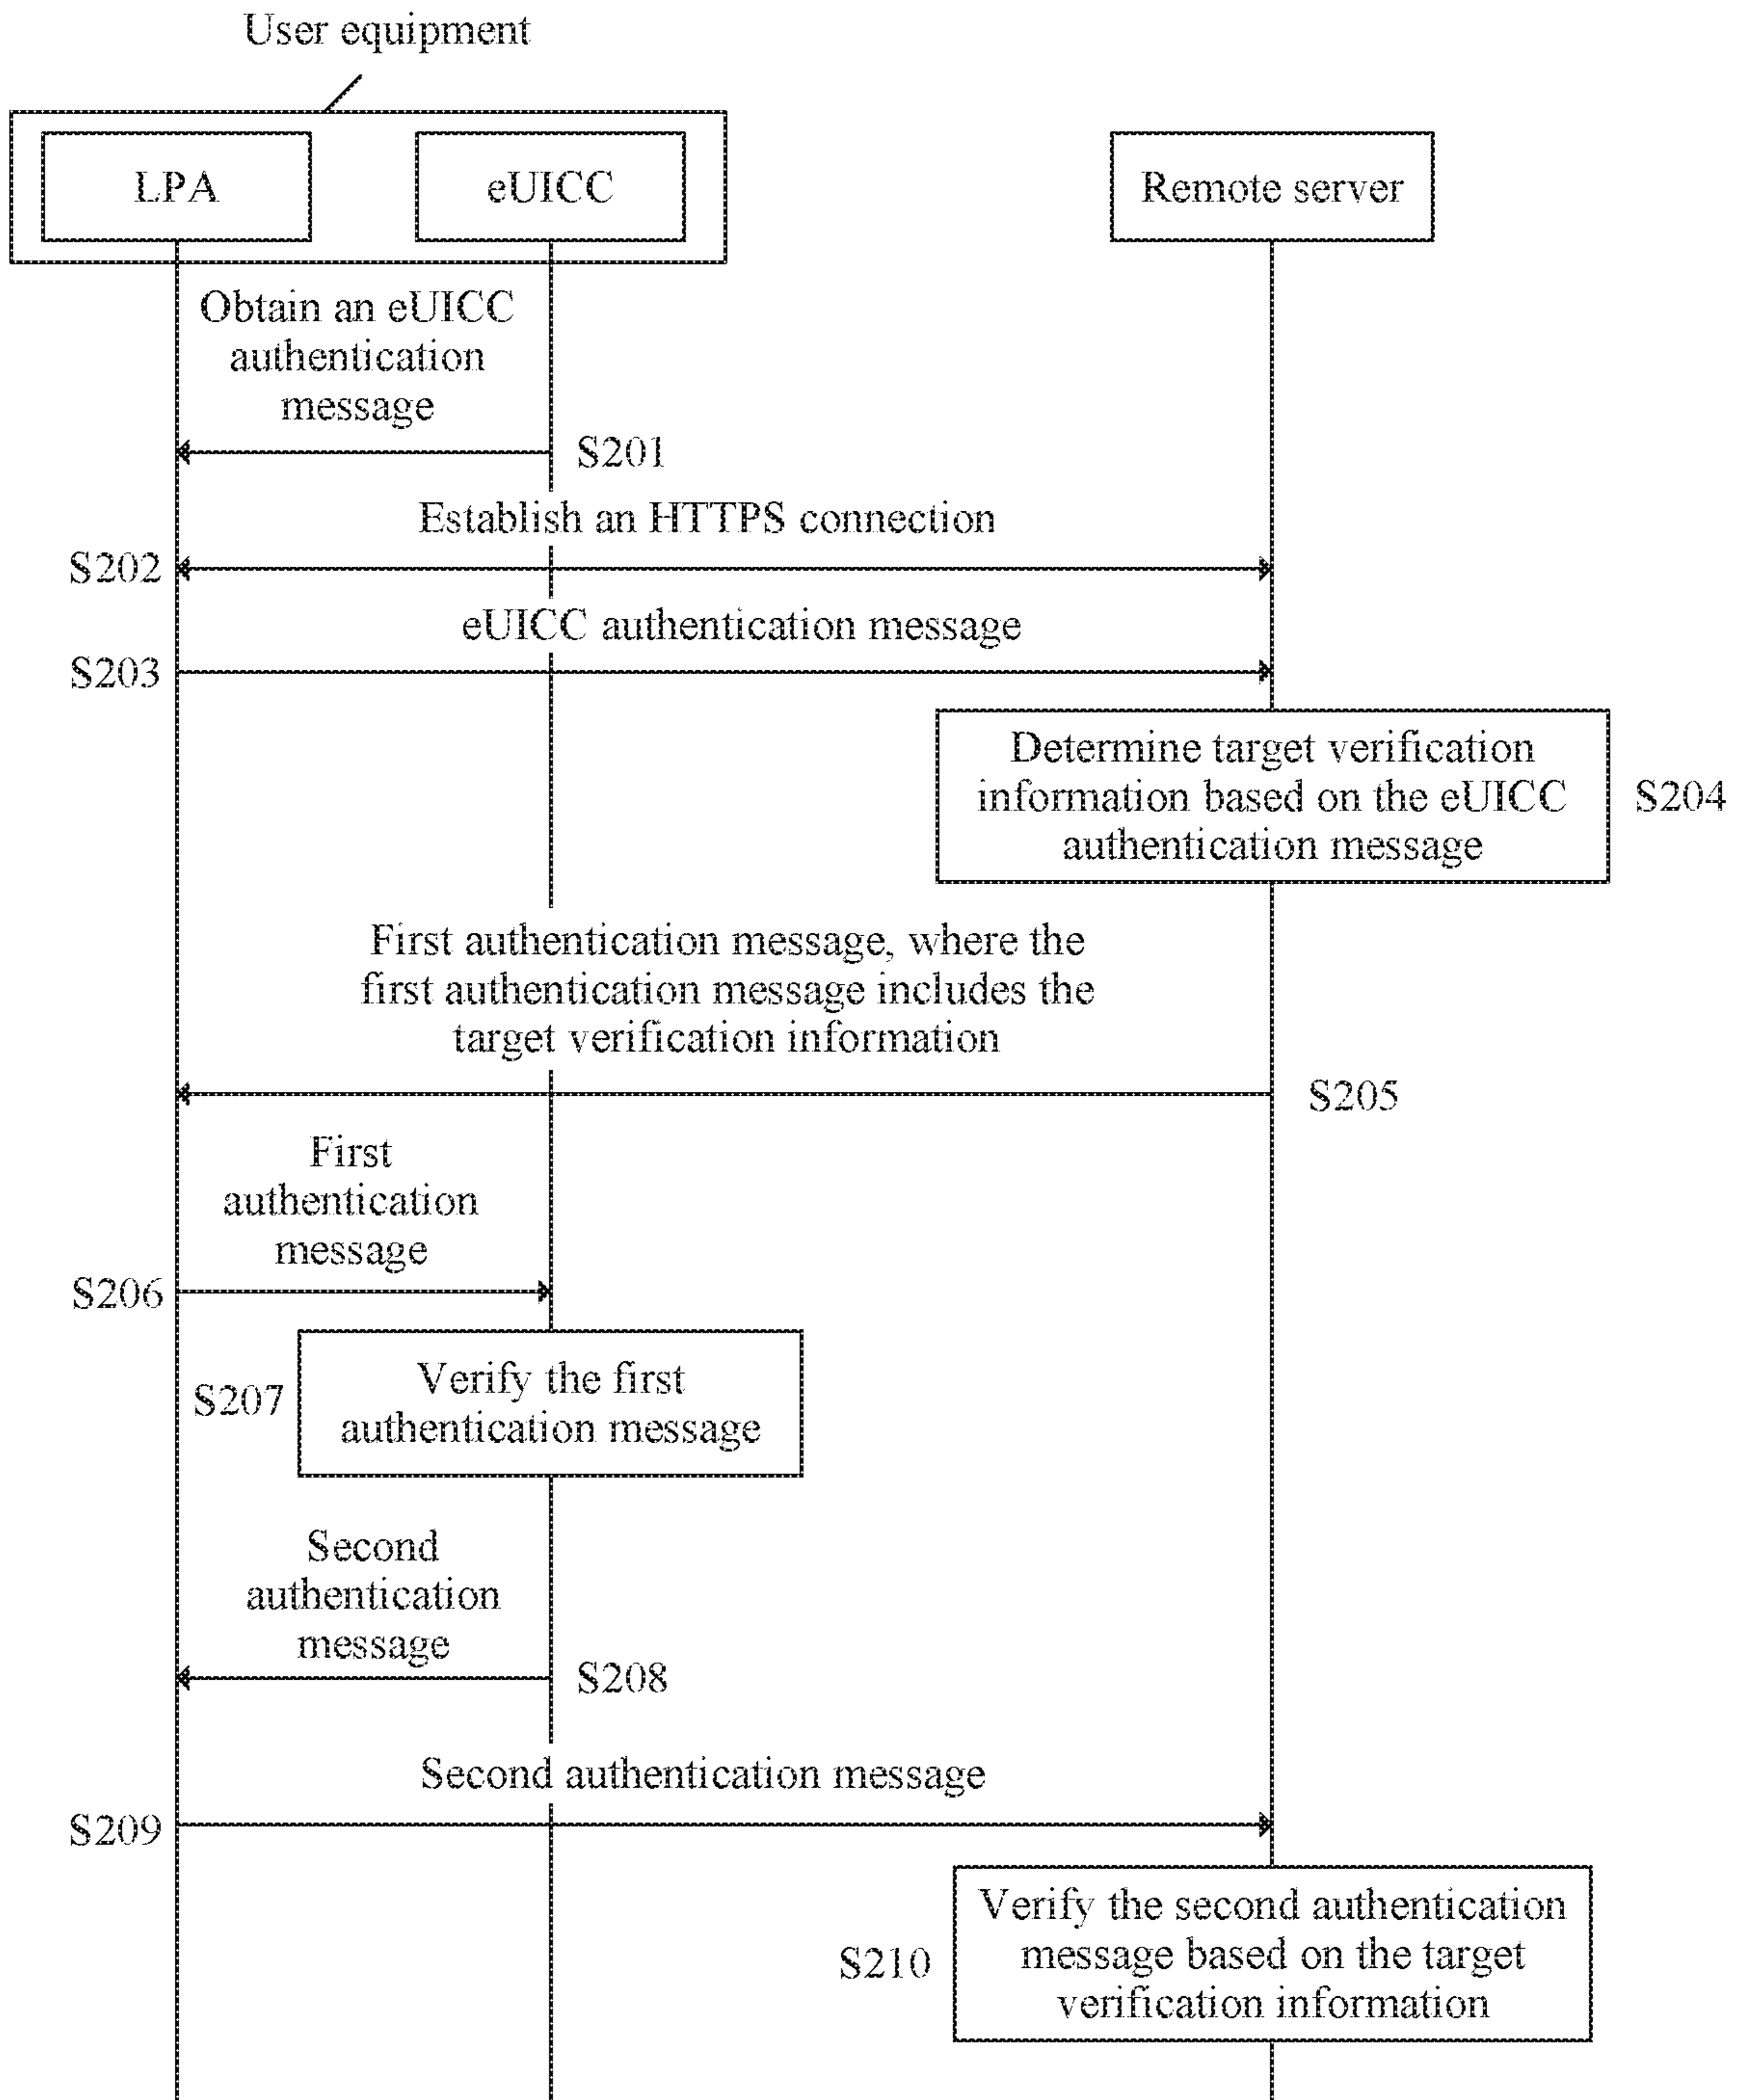 User equipment
LPA
eUICC
Remote server
Obtain an eUICC
authentication
message
S201
Establish an HTTPS connection
S202
eUICC authentication message
S203
Determine target verification
information based on the eUICC
authentication message
S204
First authentication message, where the
first authentication message includes the
target verification information
S205
First
authentication
message
S206
S207
Verify the first
authentication message
Second
authentication
message
S208
Second authentication message
S209
Verify the second authentication
message based on the target
verification information
S210